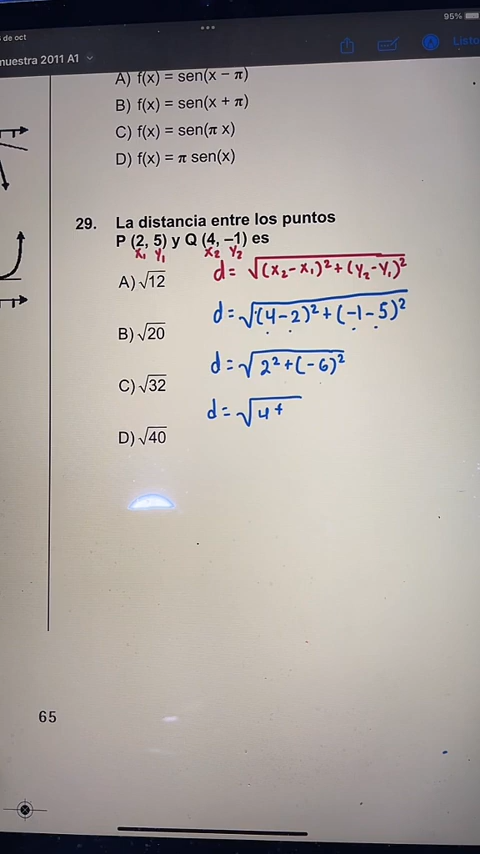 95%
de oct
Listo
muestra 2011 A1
A) f(x) = sen(x − π)
B) f(x) = sen(x + π)
C) f(x) = sen(π x)
D) f(x) = π sen(x)
29. La distancia entre los puntos
P (2, 5) y Q (4, −1) es
x₁ y₁ x₂ y₂
d = √(x₂−x₁)²+(y₂−y₁)²
A) √12
d = √(4−2)²+(−1−5)²
B) √20
d = √2²+(−6)²
C) √32
d = √4+
D) √40
65